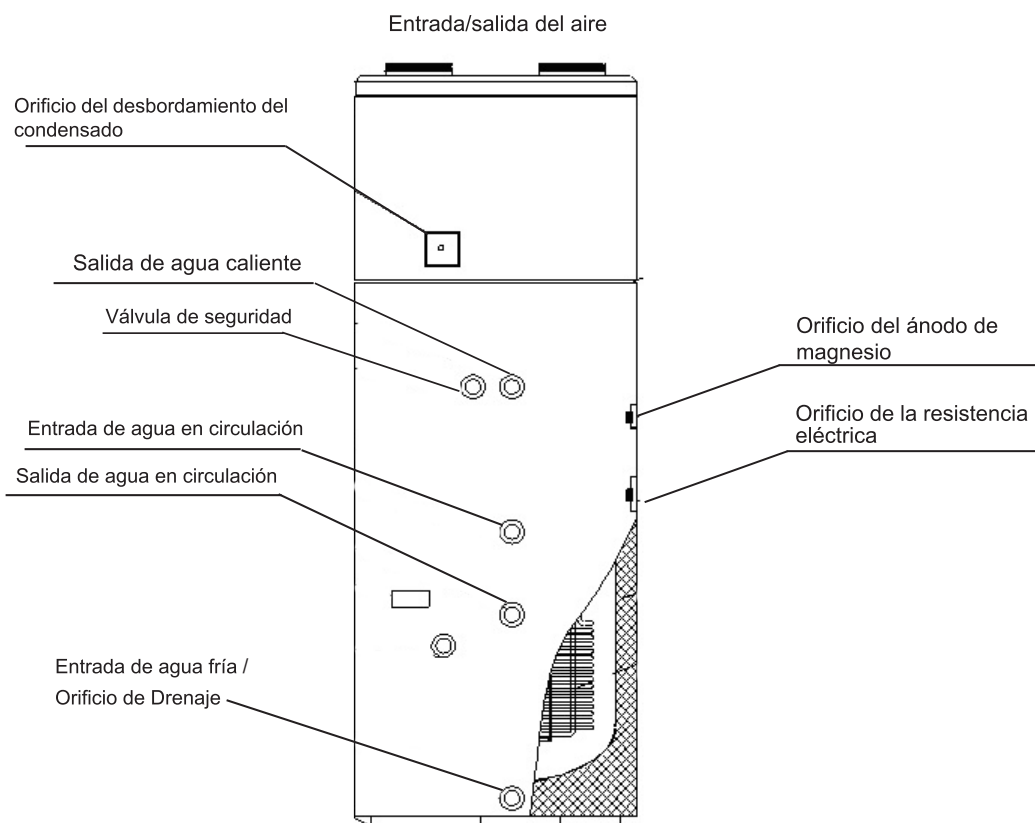 Entrada/salida del aire
Orificio del desbordamiento del
condensado
Salida de agua caliente
Válvula de seguridad
Orificio del ánodo de
magnesio
Entrada de agua en circulación
Orificio de la resistencia
eléctrica
Salida de agua en circulación
Entrada de agua fría /
Orificio de Drenaje